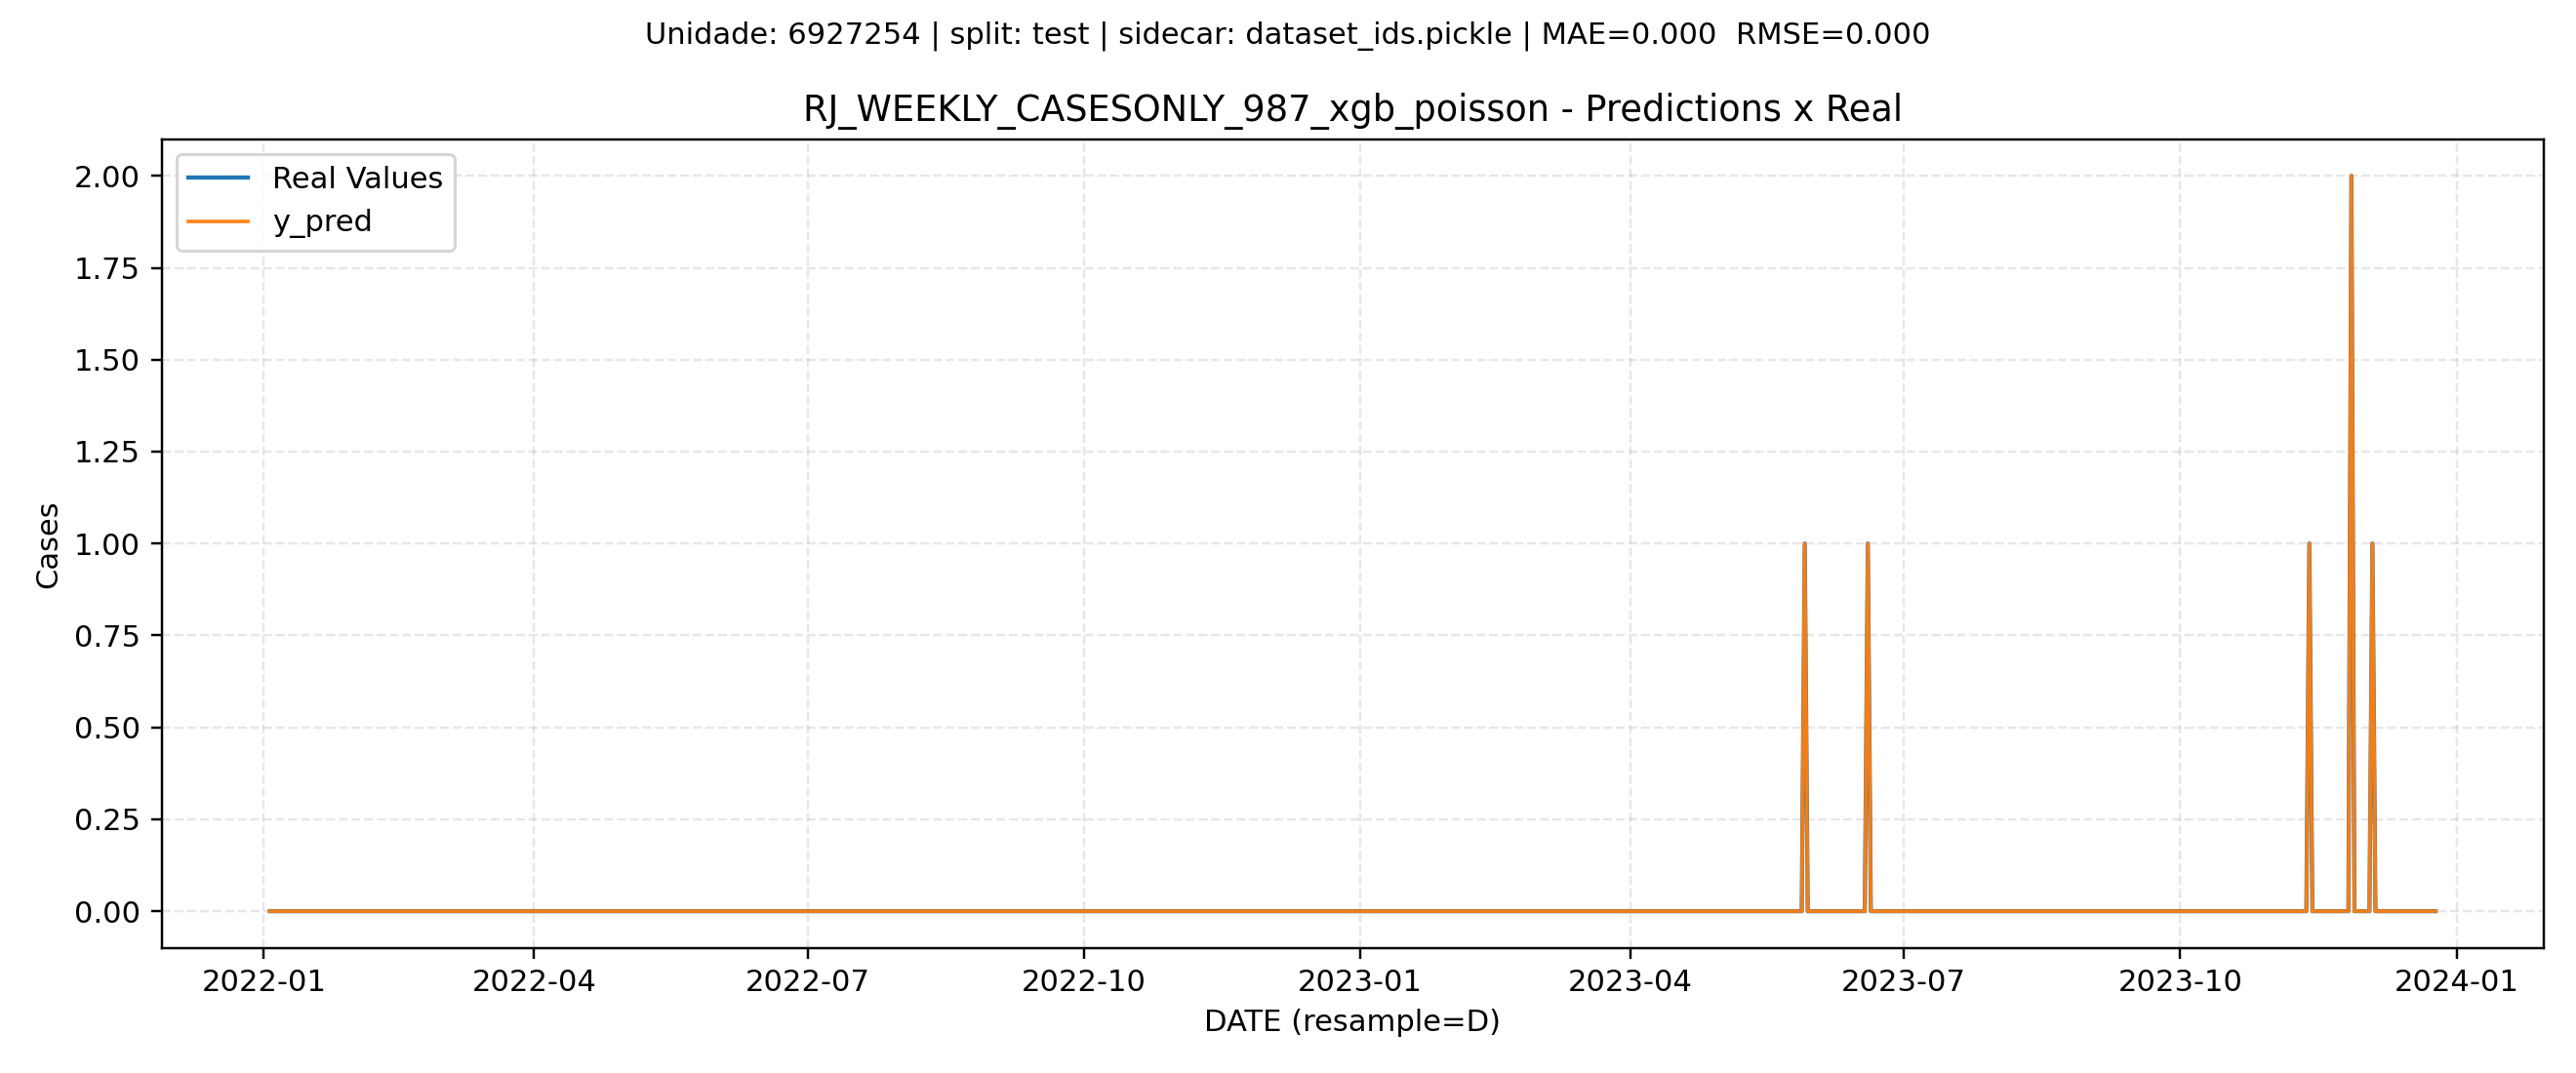 Unidade: 6927254 | split: test | sidecar: dataset_ids.pickle | MAE=0.000  RMSE=0.000
RJ_WEEKLY_CASESONLY_987_xgb_poisson - Predictions x Real
Real Values
y_pred
2.00
1.75
1.50
1.25
1.00
0.75
0.50
0.25
0.00
Cases
2022-01 2022-04 2022-07 2022-10 2023-01 2023-04 2023-07 2023-10 2024-01
DATE (resample=D)